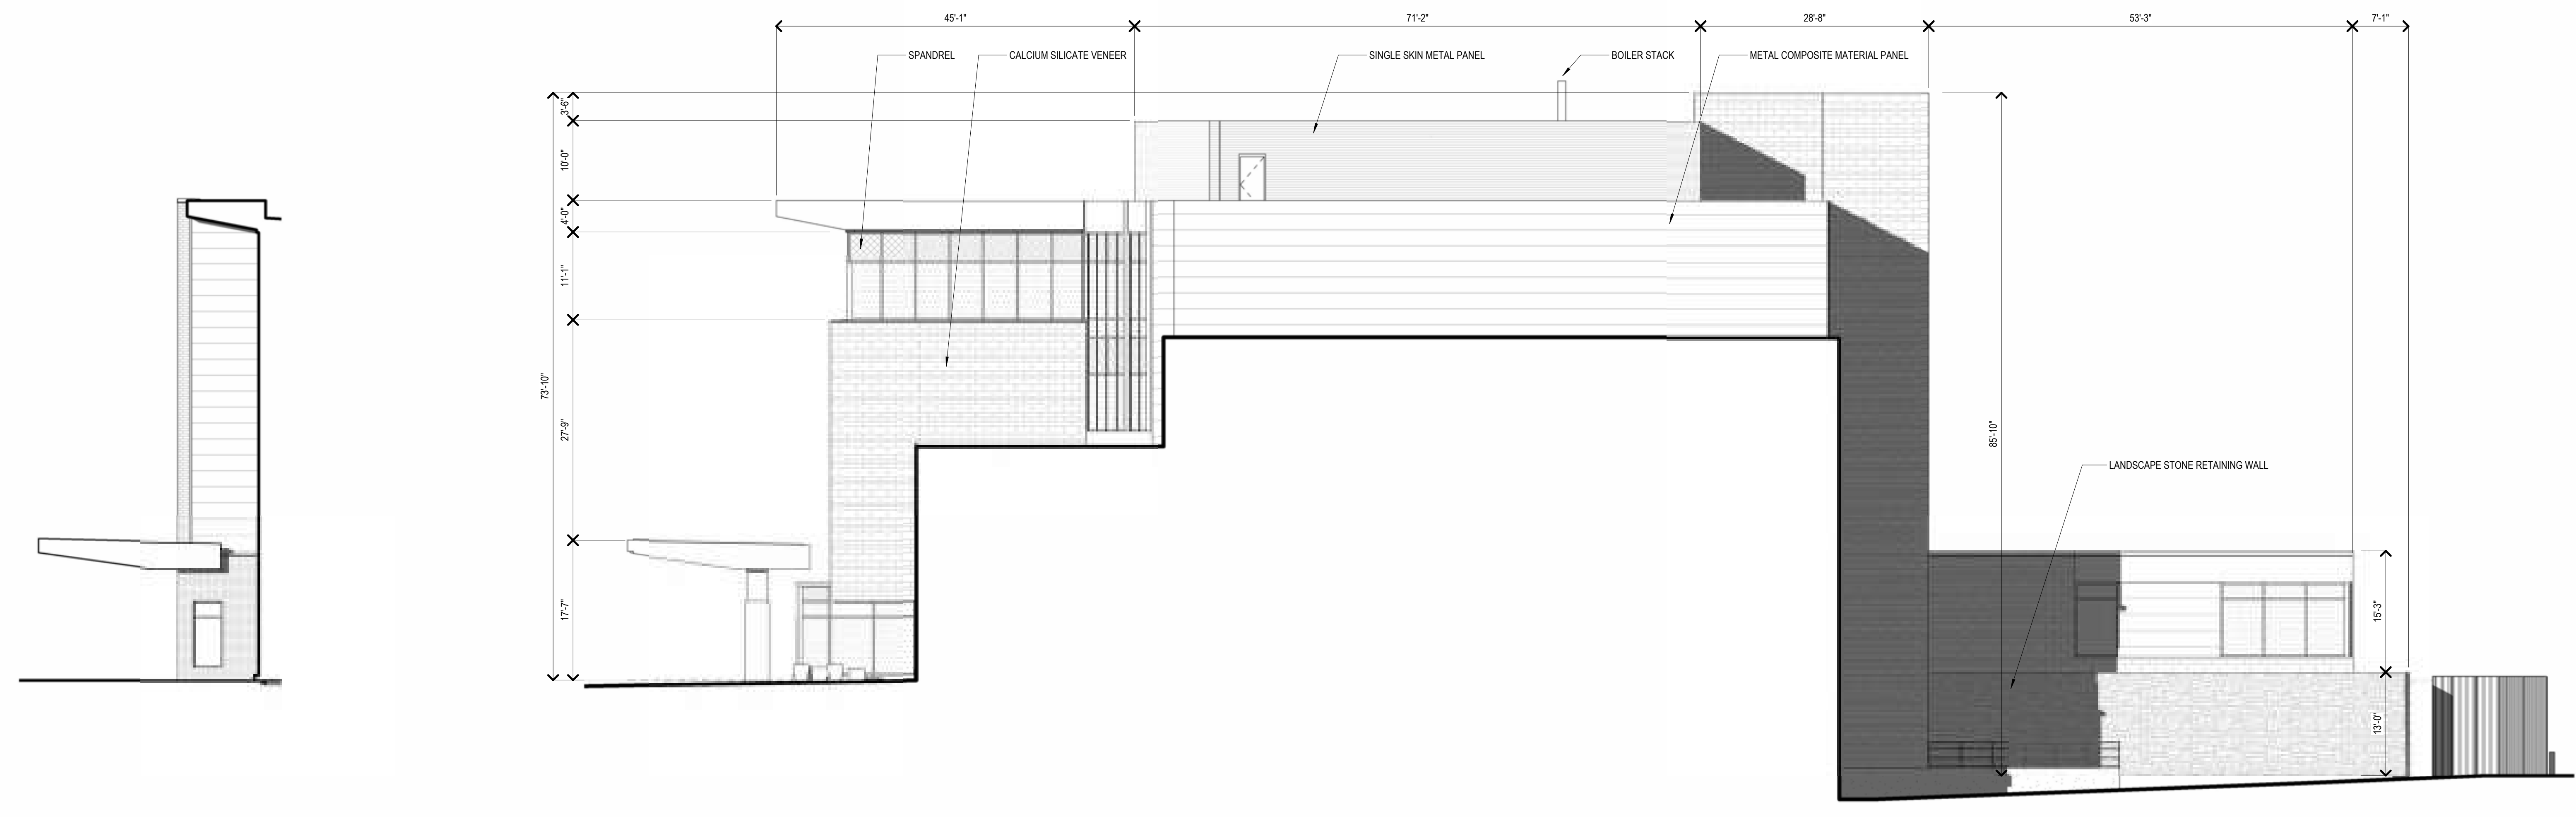 45'-1"
71'-2"
28'-8"
53'-3"
7'-1"
SPANDREL
CALCIUM SILICATE VENEER
SINGLE SKIN METAL PANEL
BOILER STACK
METAL COMPOSITE MATERIAL PANEL
3'-6"
10'-0"
4'-0"
11'-1"
73'-10"
27'-9"
85'-10"
LANDSCAPE STONE RETAINING WALL
17'-7"
15'-3"
13'-0"